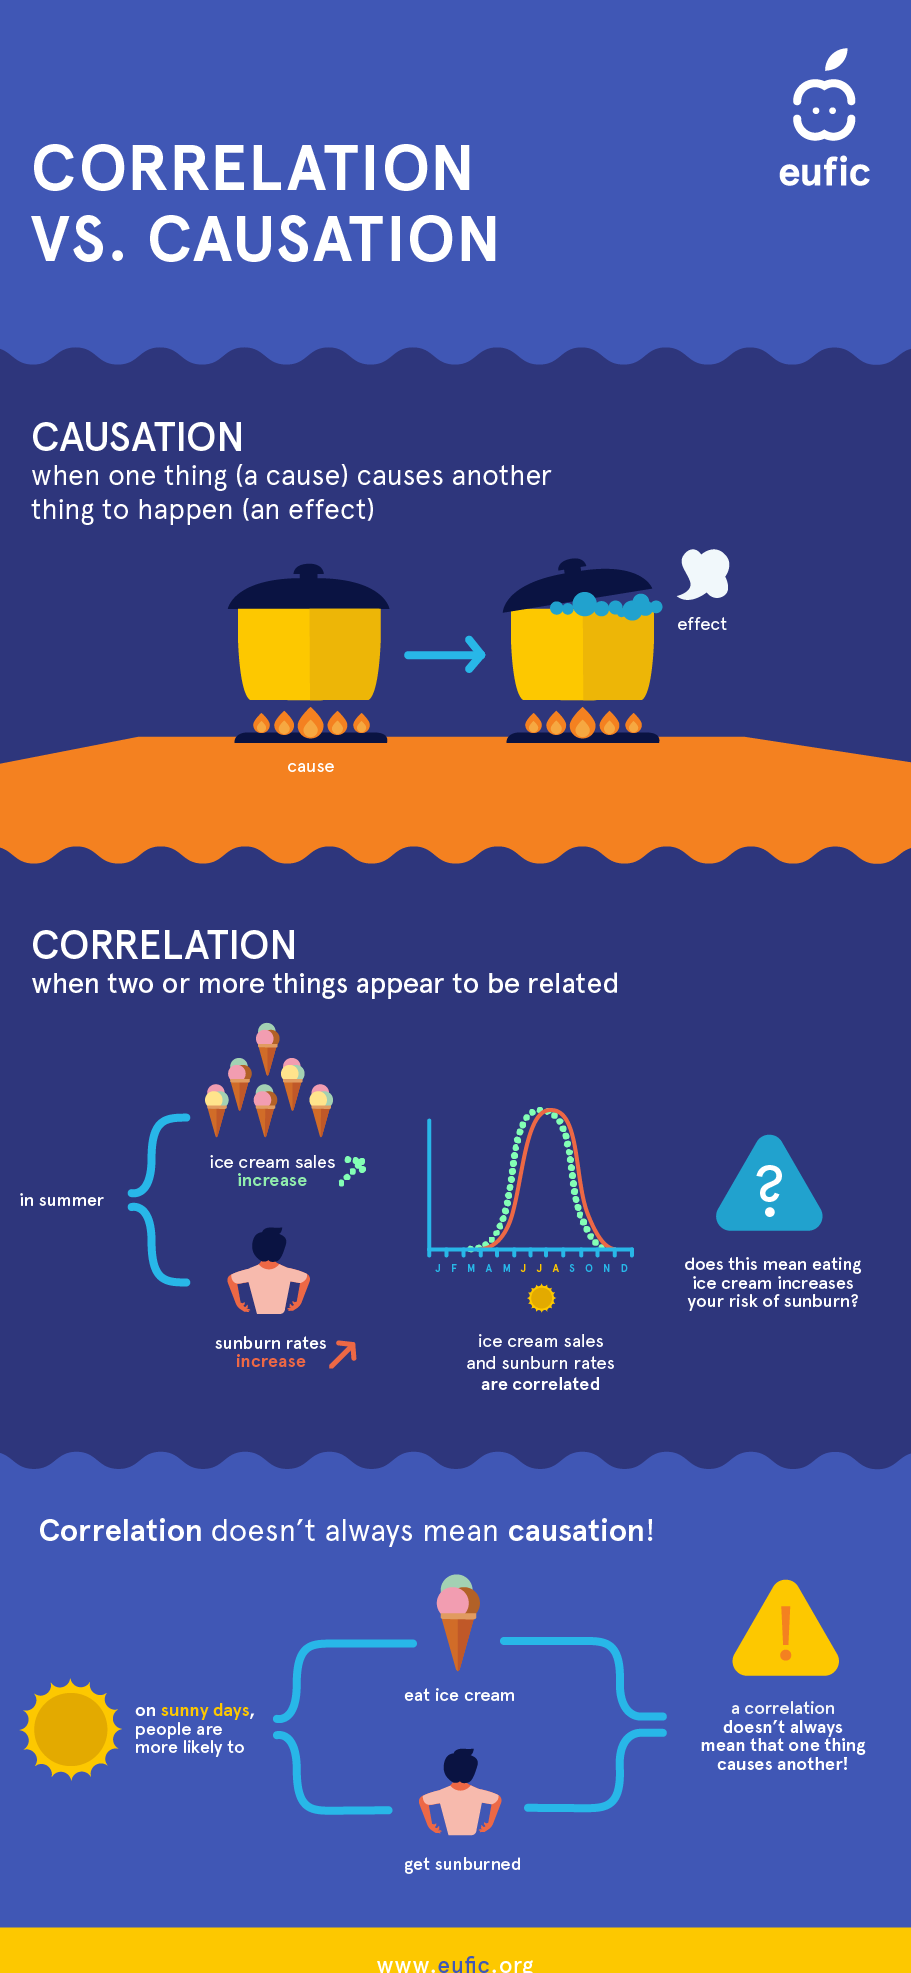 eufic
CORRELATION
VS. CAUSATION
CAUSATION
when one thing (a cause) causes another
thing to happen (an effect)
effect
cause
CORRELATION
when two or more things appear to be related
in summer
ice cream sales
increase
sunburn rates
increase
J F M A M J J A S O N D
ice cream sales
and sunburn rates
are correlated
?
does this mean eating
ice cream increases
your risk of sunburn?
Correlation doesn't always mean causation!
on sunny days,
people are
more likely to
eat ice cream
get sunburned
!
a correlation
doesn't always
mean that one thing
causes another!
www.eufic.org